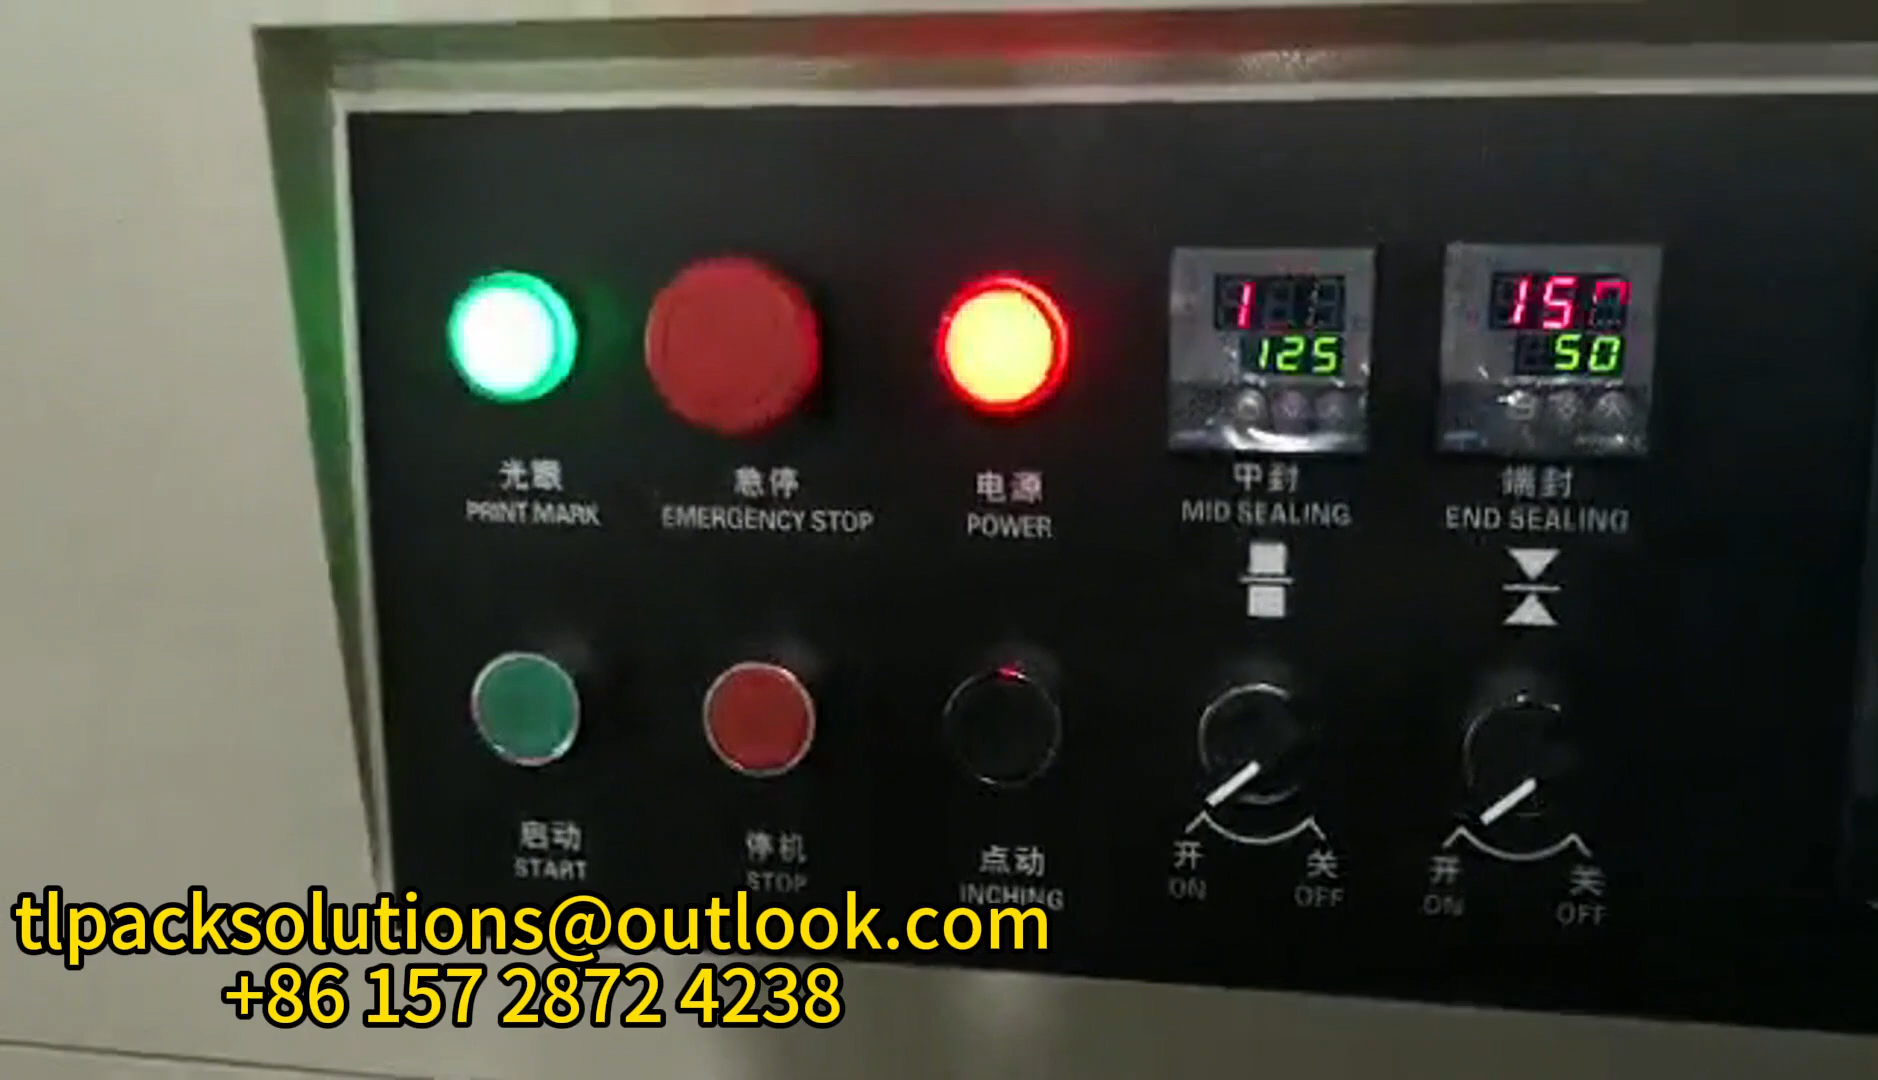 125
50
光眼
PRINT MARK
急停
EMERGENCY STOP
电源
POWER
中封
MID SEALING
端封
END SEALING
启动
START
停机
STOP
点动
INCHING
开
ON
关
OFF
开
ON
关
OFF
tlpacksolutions@outlook.com
+86 157 2872 4238